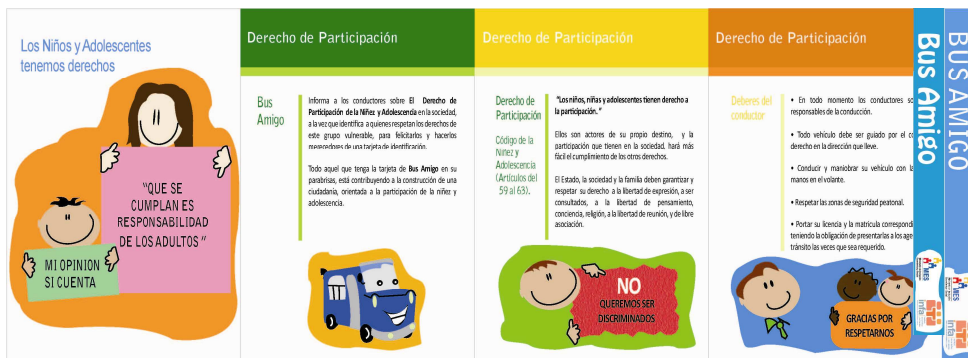 Los Niños y Adolescentes
tenemos derechos
"QUE SE
CUMPLAN ES
RESPONSABILIDAD
DE LOS ADULTOS "
MI OPINION
SI CUENTA
Derecho de Participación
Bus
Amigo
Informa a los conductores sobre El Derecho de
Participación de la Niñez y Adolescencia en la sociedad,
a la vez que identifica a quienes respetan los derechos de
este grupo vulnerable, para felicitarlos y hacerlos
merecedores de una tarjeta de identificación.
Todo aquel que tenga la tarjeta de Bus Amigo en su
parabrisas, está contribuyendo a la construcción de una
ciudadanía, orientada a la participación de la niñez y
adolescencia.
Derecho de Participación
Derecho de
Participación
Código de la
Niñez y
Adolescencia
(Artículos del
59 al 63).
"Los niños, niñas y adolescentes tienen derecho a
la participación."
Ellos son actores de su propio destino, y la
participación que tienen en la sociedad, hará más
fácil el cumplimiento de los otros derechos.
El Estado, la sociedad y la familia deben garantizar y
respetar su derecho a la libertad de expresión, a ser
consultados, a la libertad de pensamiento,
conciencia, religión, a la libertad de reunión, y de libre
asociación.
NO
QUEREMOS SER
DISCRIMINADOS
Derecho de Participación
Deberes del
conductor
• En todo momento los conductores so
responsables de la conducción.
• Todo vehículo debe ser guiado por el co
derecho en la dirección que lleve.
• Conducir y maniobrar su vehículo con la
manos en el volante.
• Respetar las zonas de seguridad peatonal.
• Portar su licencia y la matricula correspondi
teniendo la obligación de presentarlas a los age
tránsito las veces que sea requerido.
GRACIAS POR
RESPETARNOS
Bus Amigo
MIES
infa
BUS AMIGO
MIES
infa